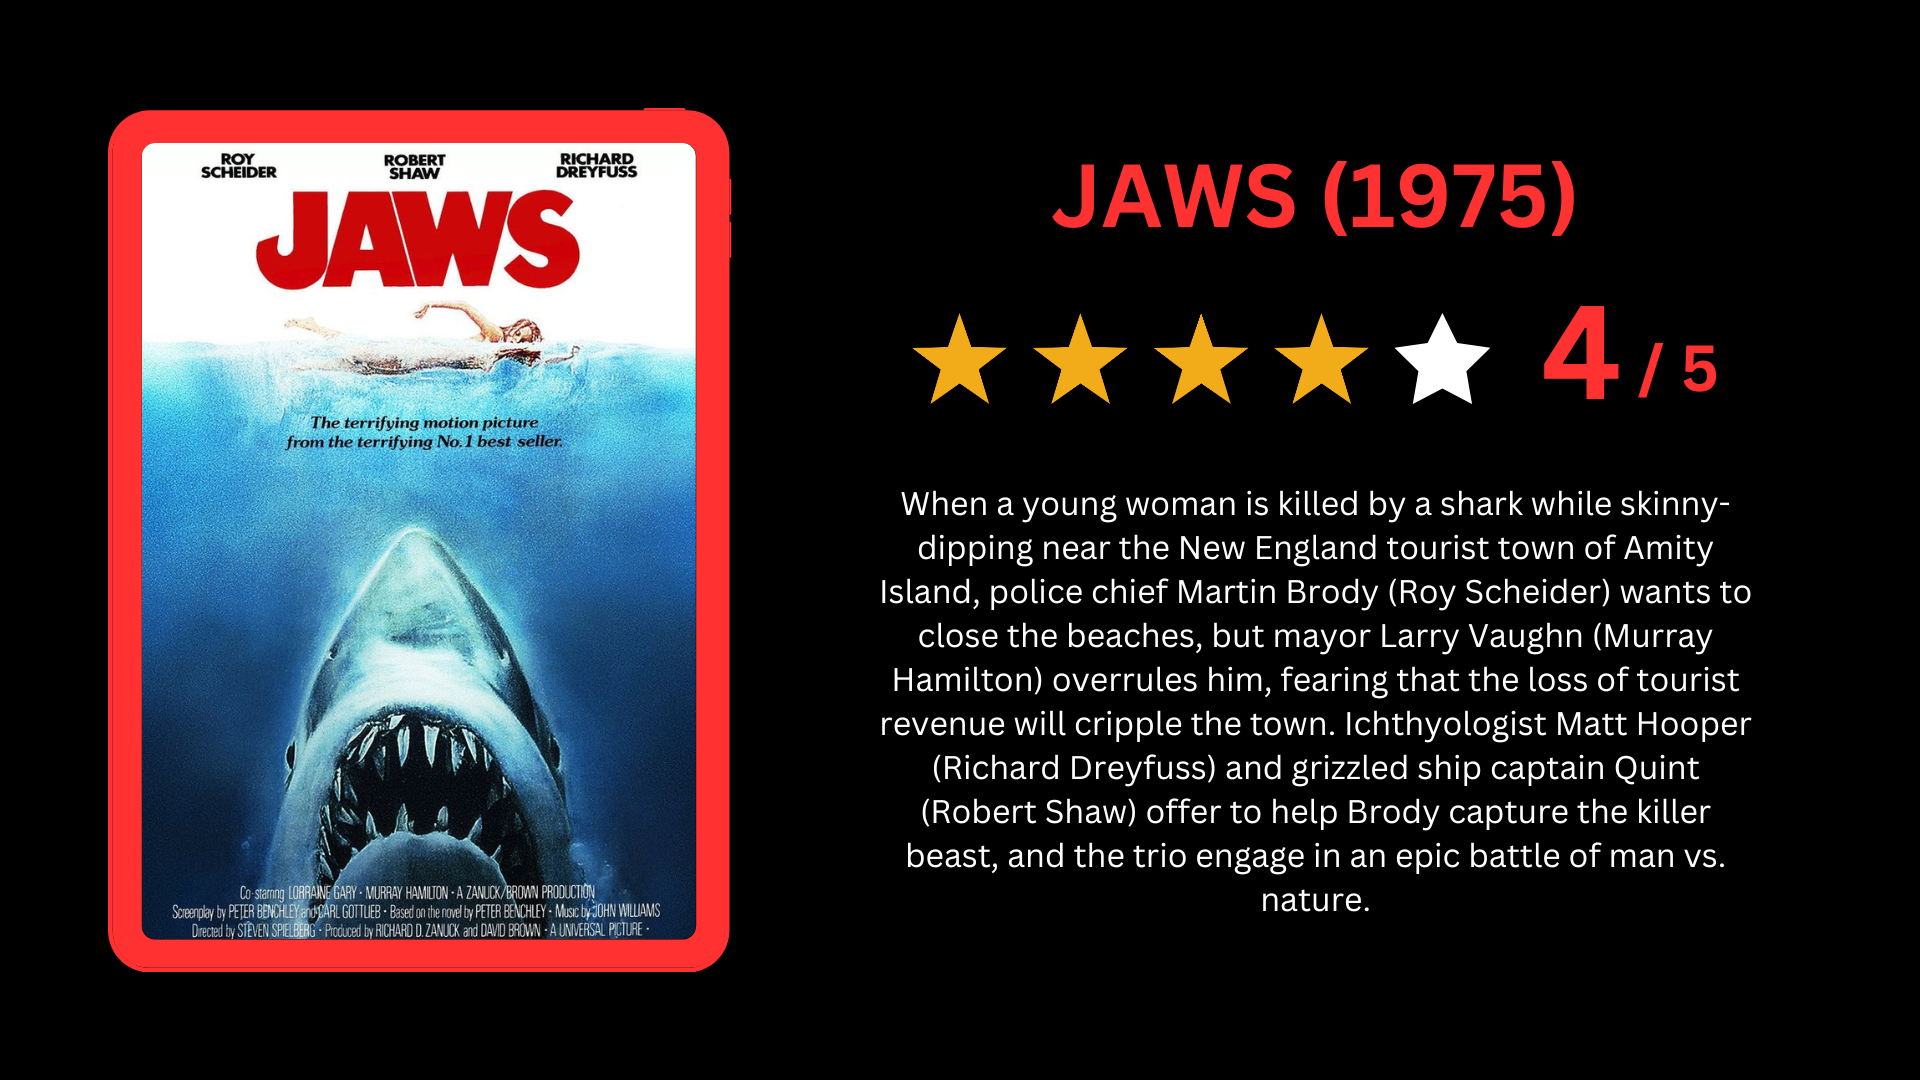 ROY SCHEIDER
ROBERT SHAW
RICHARD DREYFUSS
JAWS
The terrifying motion picture
from the terrifying No.1 best seller.
Co-starring LORRAINE GARY · MURRAY HAMILTON · A ZANUCK/BROWN PRODUCTION
Screenplay by PETER BENCHLEY and CARL GOTTLIEB · Based on the novel by PETER BENCHLEY · Music by JOHN WILLIAMS
Directed by STEVEN SPIELBERG · Produced by RICHARD D. ZANUCK and DAVID BROWN · A UNIVERSAL PICTURE ·
JAWS (1975)
4 / 5
When a young woman is killed by a shark while skinny-
dipping near the New England tourist town of Amity
Island, police chief Martin Brody (Roy Scheider) wants to
close the beaches, but mayor Larry Vaughn (Murray
Hamilton) overrules him, fearing that the loss of tourist
revenue will cripple the town. Ichthyologist Matt Hooper
(Richard Dreyfuss) and grizzled ship captain Quint
(Robert Shaw) offer to help Brody capture the killer
beast, and the trio engage in an epic battle of man vs.
nature.